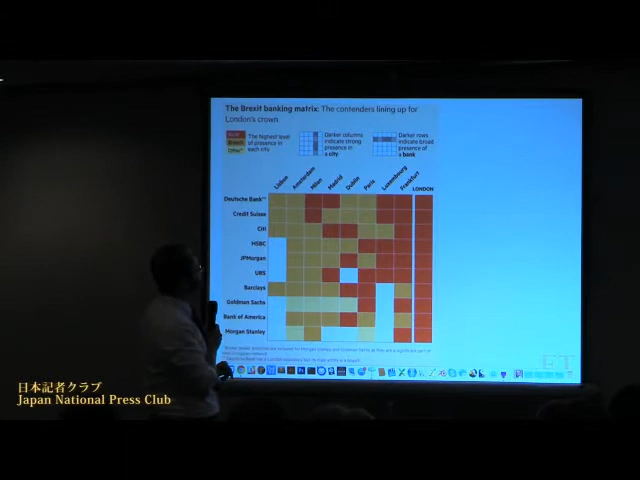 The Brexit banking matrix: The contenders lining up for
London's crown
Bank
Branch
Other*
The highest level
of presence in
each city
Darker columns
indicate strong
presence in
a city
Darker rows
indicate broad
presence of
a bank
Lisbon
Amsterdam
Milan
Madrid
Dublin
Paris
Luxembourg
Frankfurt
LONDON
Deutsche Bank**
Credit Suisse
Citi
HSBC
JPMorgan
UBS
Barclays
Goldman Sachs
Bank of America
Morgan Stanley
日本記者クラブ
Japan National Press Club